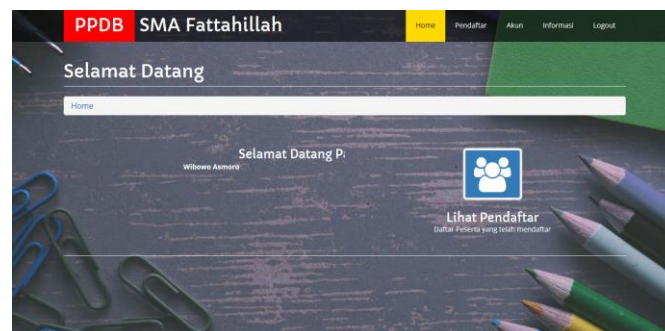 PPDB SMA Fattahillah
Home Pendaftar Akun Informasi Logout
Selamat Datang
Home
Selamat Datang Pa
Wibowo Asmoro
Lihat Pendaftar
Daftar Peserta yang telah mendaftar